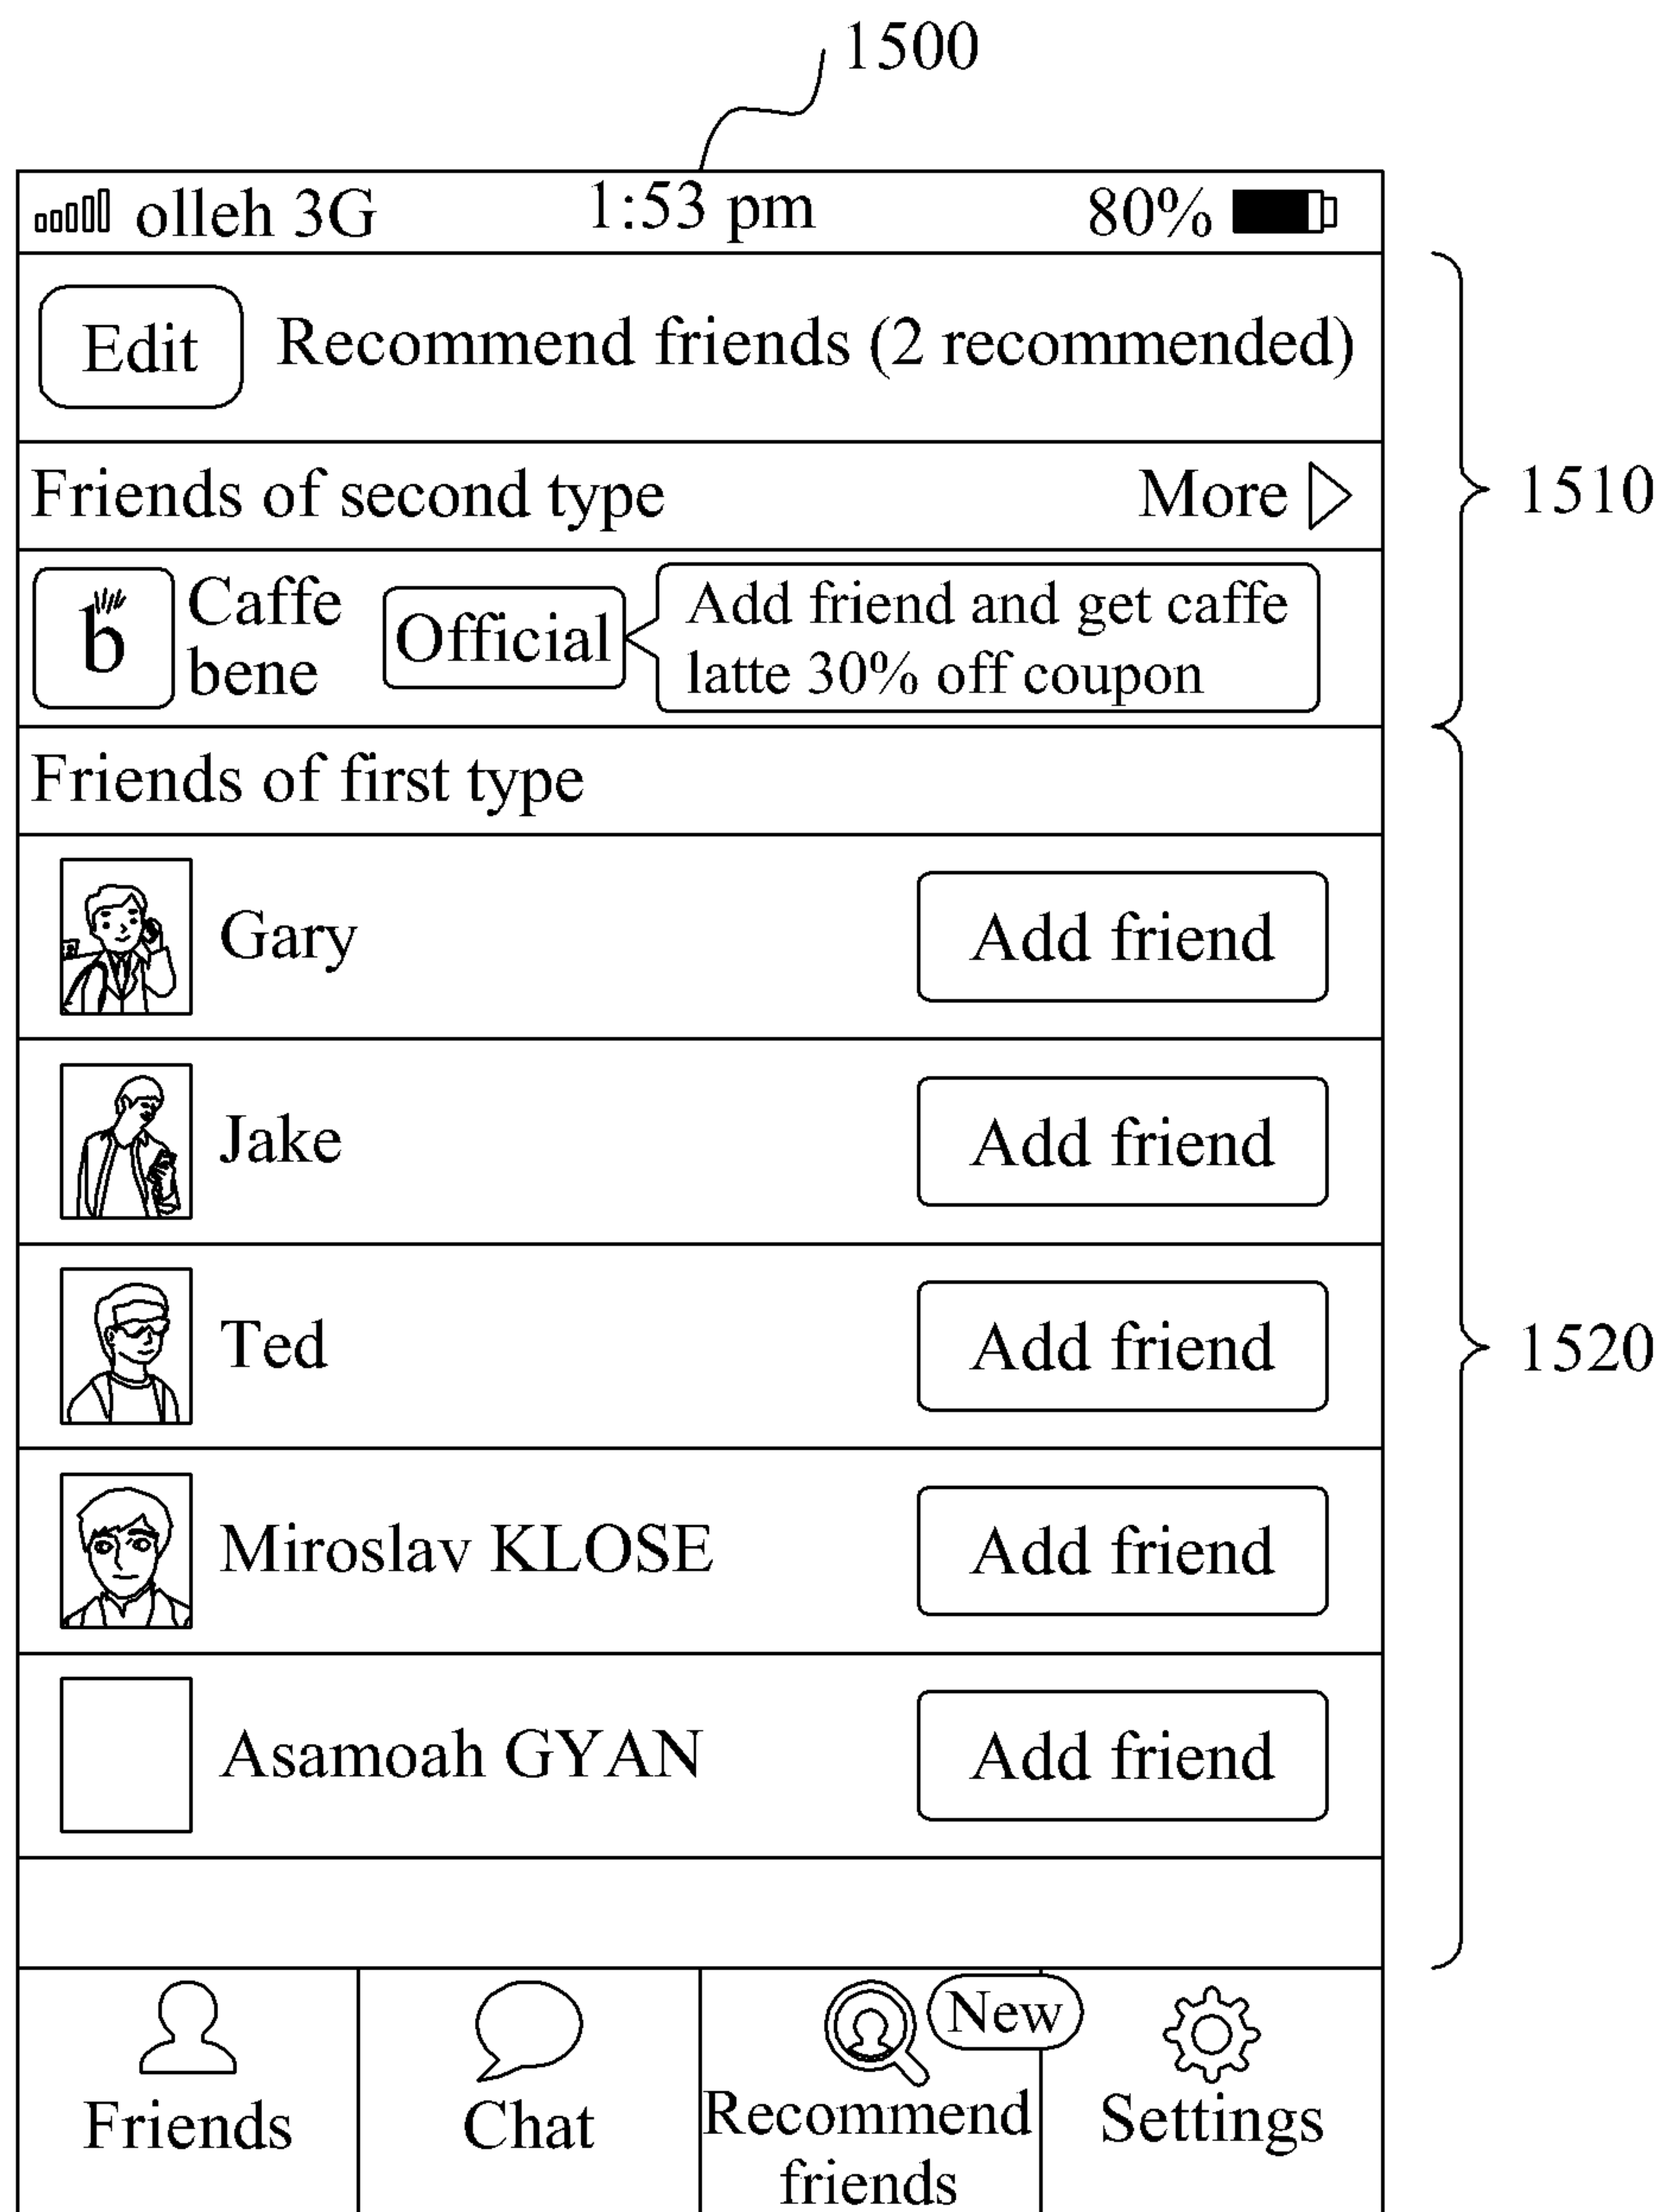 1500
olleh 3G 1:53 pm 80%
Edit Recommend friends (2 recommended)
Friends of second type More
1510
b Caffe bene Official Add friend and get caffe
latte 30% off coupon
Friends of first type
Gary Add friend
Jake Add friend
Ted Add friend
1520
Miroslav KLOSE Add friend
Asamoah GYAN Add friend
New
Friends Chat Recommend friends Settings